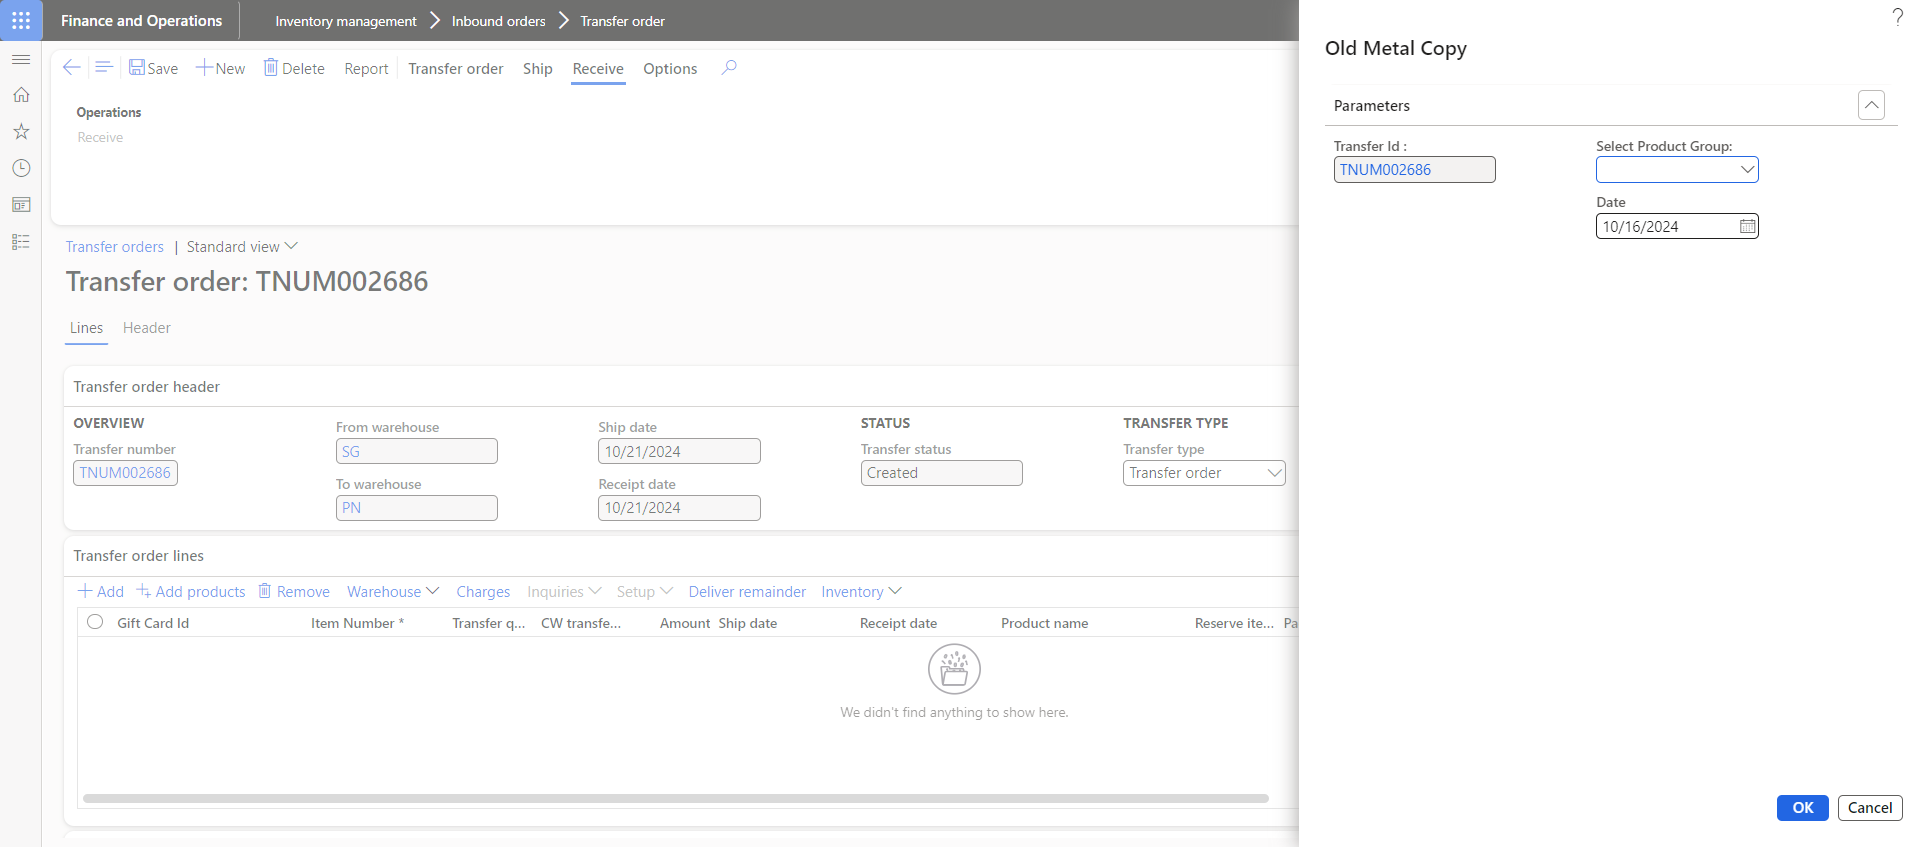 Finance and Operations
Inventory management > Inbound orders > Transfer order
Save New Delete Report Transfer order Ship Receive Options
Operations
Receive
Transfer orders | Standard view
Transfer order: TNUM002686
Lines Header
Transfer order header
OVERVIEW
Transfer number
TNUM002686
From warehouse
SG
To warehouse
PN
Ship date
10/21/2024
Receipt date
10/21/2024
STATUS
Transfer status
Created
TRANSFER TYPE
Transfer type
Transfer order
Transfer order lines
Add Add products Remove Warehouse Charges Inquiries Setup Deliver remainder Inventory
Gift Card Id Item Number * Transfer q... CW transfe... Amount Ship date Receipt date Product name Reserve ite... Pa
We didn't find anything to show here.
?
Old Metal Copy
Parameters
Transfer Id :
TNUM002686
Select Product Group:
Date
10/16/2024
OK Cancel